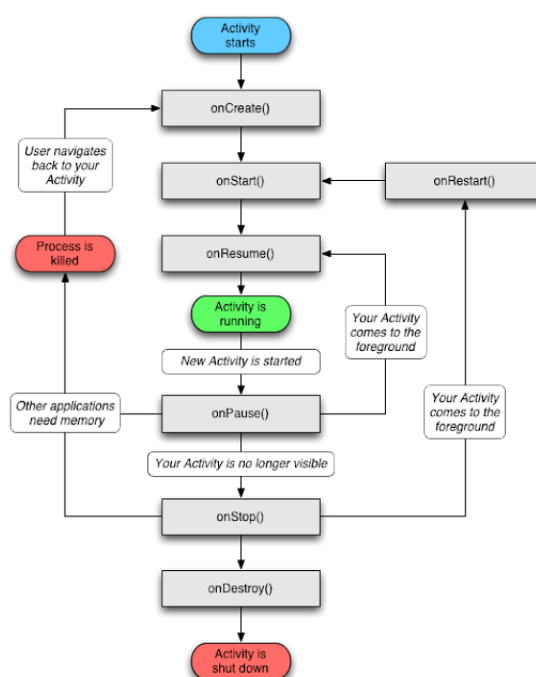 Activity
starts
onCreate()
User navigates
back to your
Activity
onStart()
onRestart()
Process is
killed
onResume()
Activity is
running
Your Activity
comes to the
foreground
New Activity is started
Other applications
need memory
onPause()
Your Activity
comes to the
foreground
Your Activity is no longer visible
onStop()
onDestroy()
Activity is
shut down